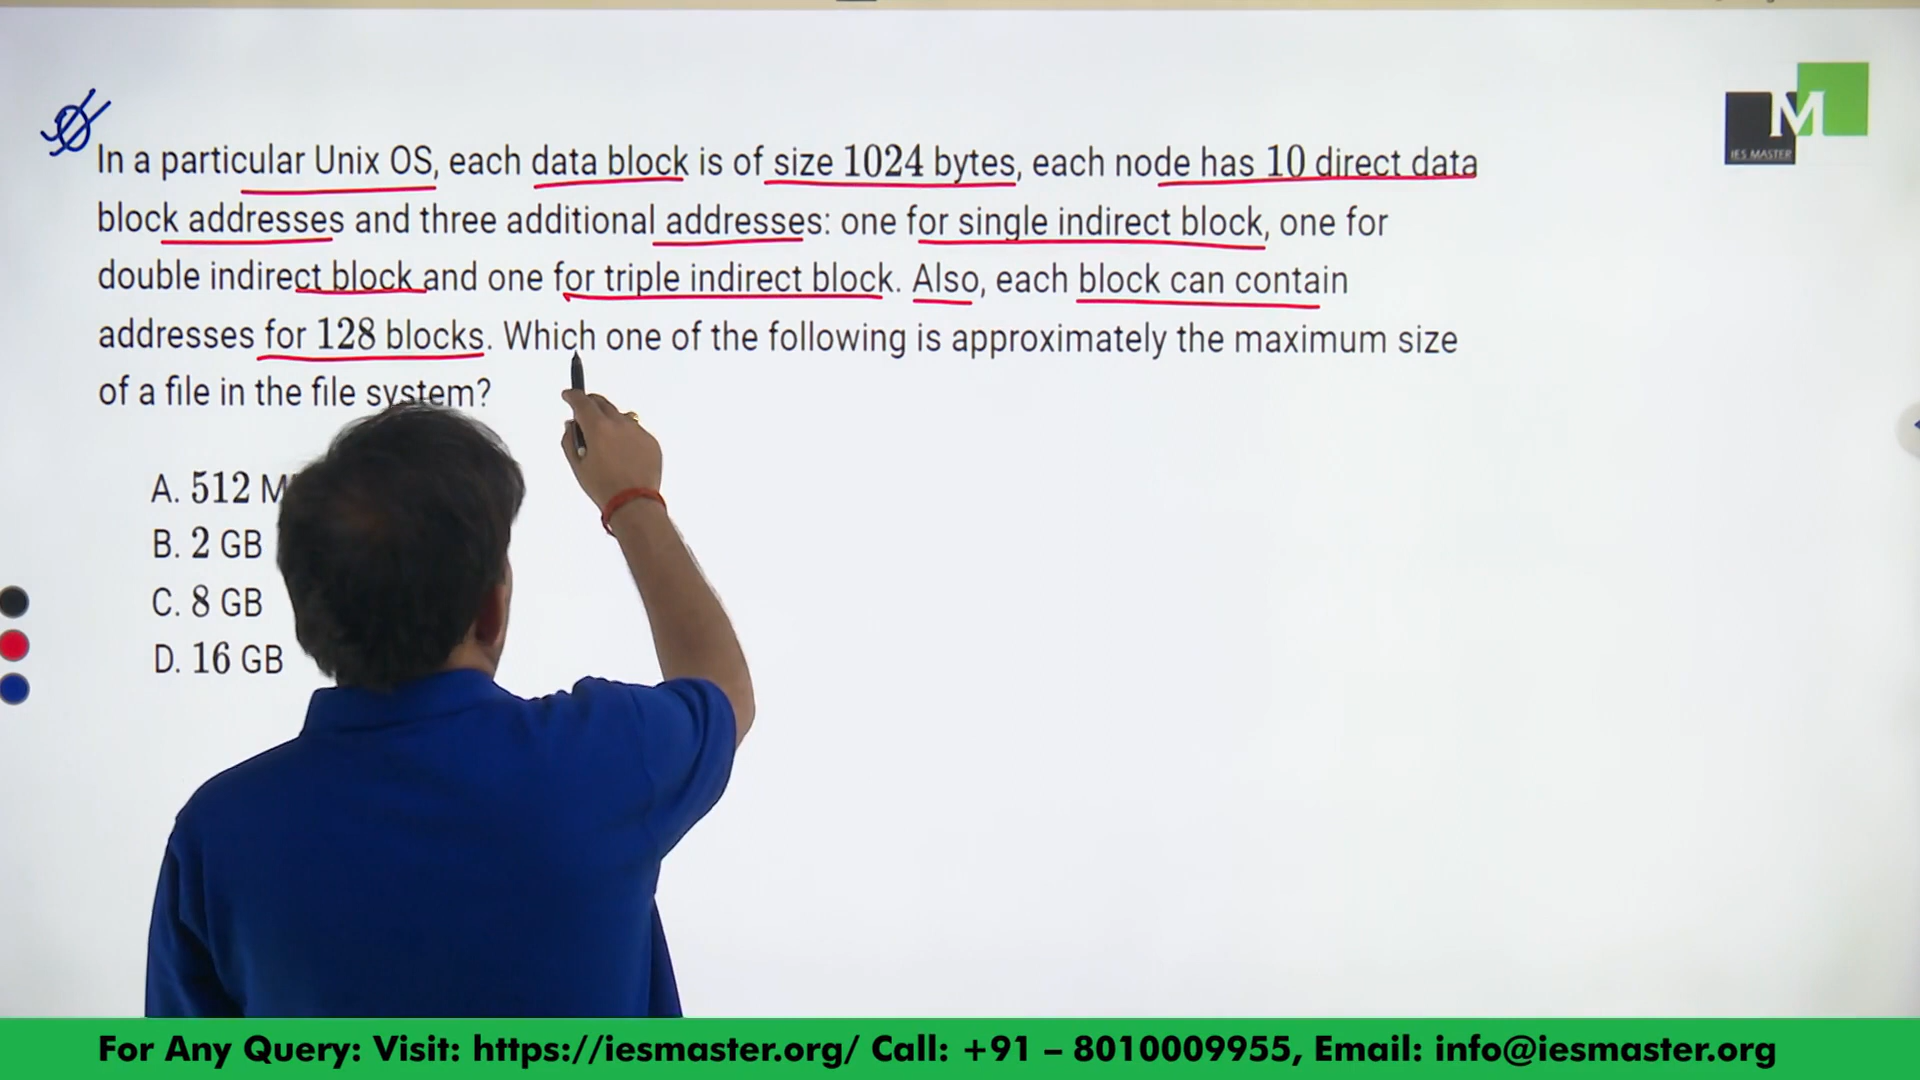 M
IES MASTER
In a particular Unix OS, each data block is of size 1024 bytes, each node has 10 direct data
block addresses and three additional addresses: one for single indirect block, one for
double indirect block and one for triple indirect block. Also, each block can contain
addresses for 128 blocks. Which one of the following is approximately the maximum size
of a file in the file system?
A. 512
B. 2 GB
C. 8 GB
D. 16 GB
For Any Query: Visit: https://iesmaster.org/ Call: +91 – 8010009955, Email: info@iesmaster.org